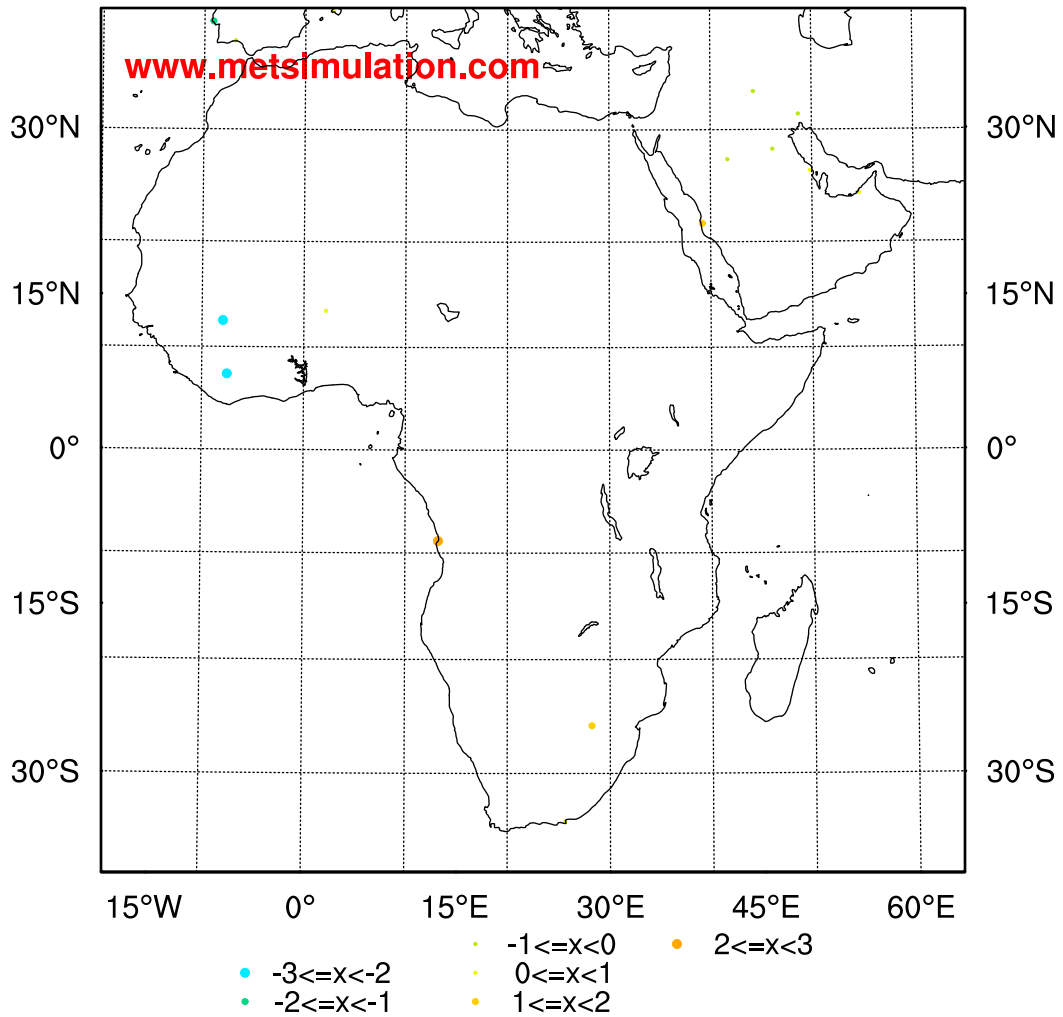 www.metsimulation.com
30°N 30°N
15°N 15°N
0° 0°
15°S 15°S
30°S 30°S
15°W 0° 15°E 30°E 45°E 60°E
-1<=x<0 2<=x<3
-3<=x<-2 0<=x<1
-2<=x<-1 1<=x<2